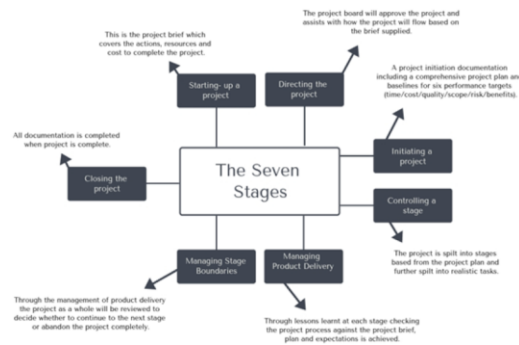 This is the project brief which
covers the actions, resources and
cost to complete the project.
Starting- up a
project
The project board will approve the project and
assists with how the project will flow based on
the brief supplied.
Directing the
project
A project initiation documentation
including a comprehensive project plan and
baselines for six performance targets
(time/cost/quality/scope/risk/benefits).
Initiating a
project
Controlling a
stage
The project is spilt into stages
based from the project plan and
further spilt into realistic tasks.
Managing
Product Delivery
Through lessons learnt at each stage checking
the project process against the project brief,
plan and expectations is achieved.
Managing Stage
Boundaries
Through the management of product delivery
the project as a whole will be reviewed to
decide whether to continue to the next stage
or abandon the project completely.
Closing the
project
All documentation is completed
when project is complete.
The Seven
Stages